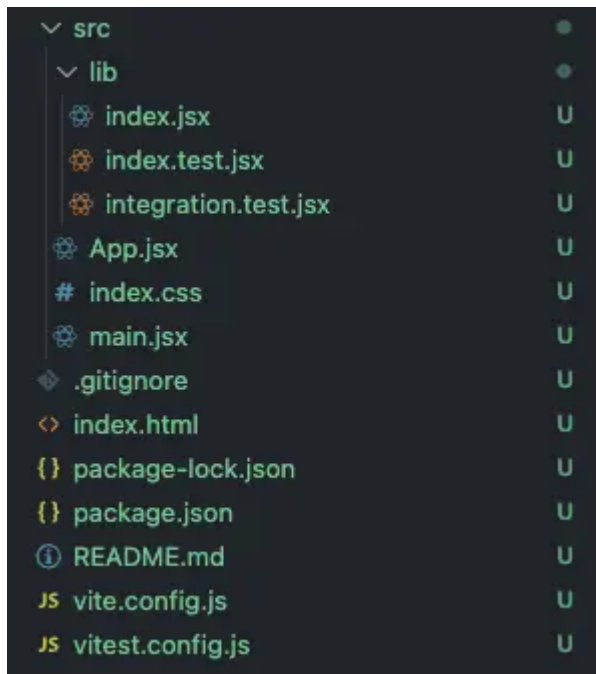 src
lib
index.jsx U
index.test.jsx U
integration.test.jsx U
App.jsx U
# index.css U
main.jsx U
.gitignore U
<> index.html U
{} package-lock.json U
{} package.json U
README.md U
JS vite.config.js U
JS vitest.config.js U